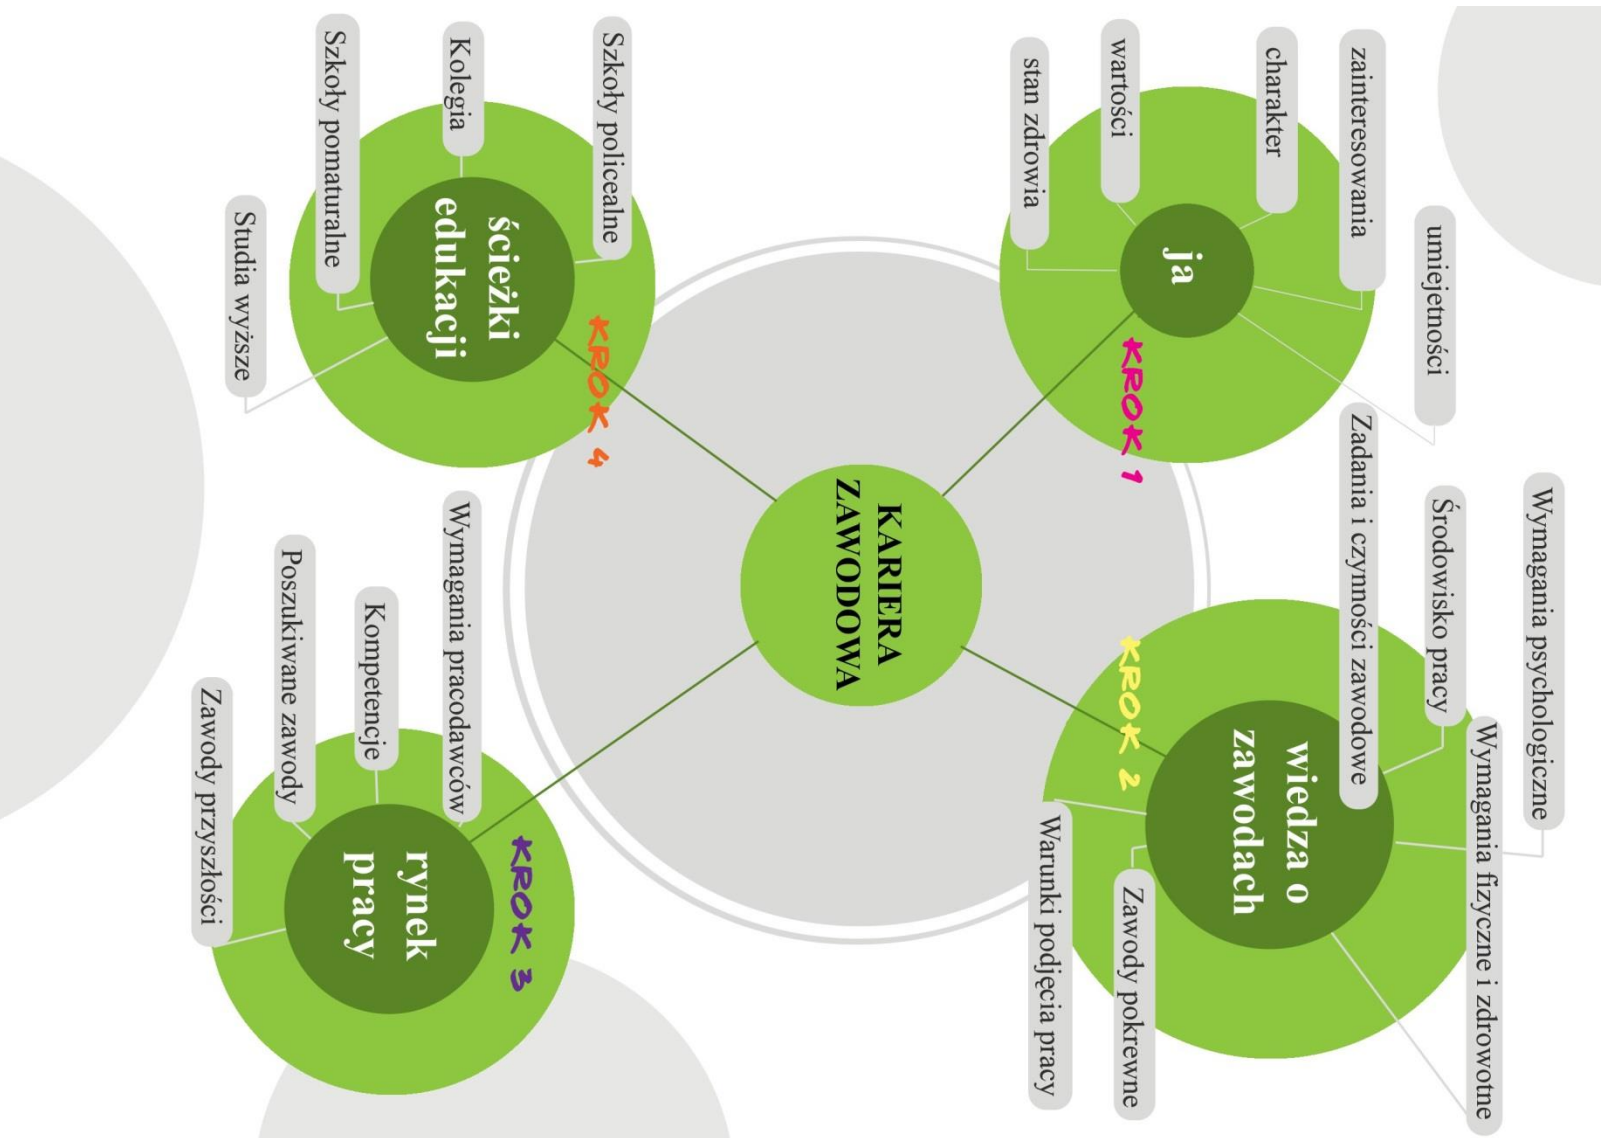 umiejetności
zainteresowania
charakter
wartości
stan zdrowia
ja
KROK 1
Wymagania psychologiczne
Wymagania fizyczne i zdrowotne
Środowisko pracy
Zadania i czynności zawodowe
wiedza o
zawodach
KROK 2
Zawody pokrewne
Warunki podjęcia pracy
KARIERA
ZAWODOWA
Szkoły policealne
Kolegia
Szkoły pomaturalne
Studia wyższe
ścieżki
edukacji
KROK 4
KROK 3
Wymagania pracodawców
Kompetencje
Poszukiwane zawody
Zawody przyszłości
rynek
pracy